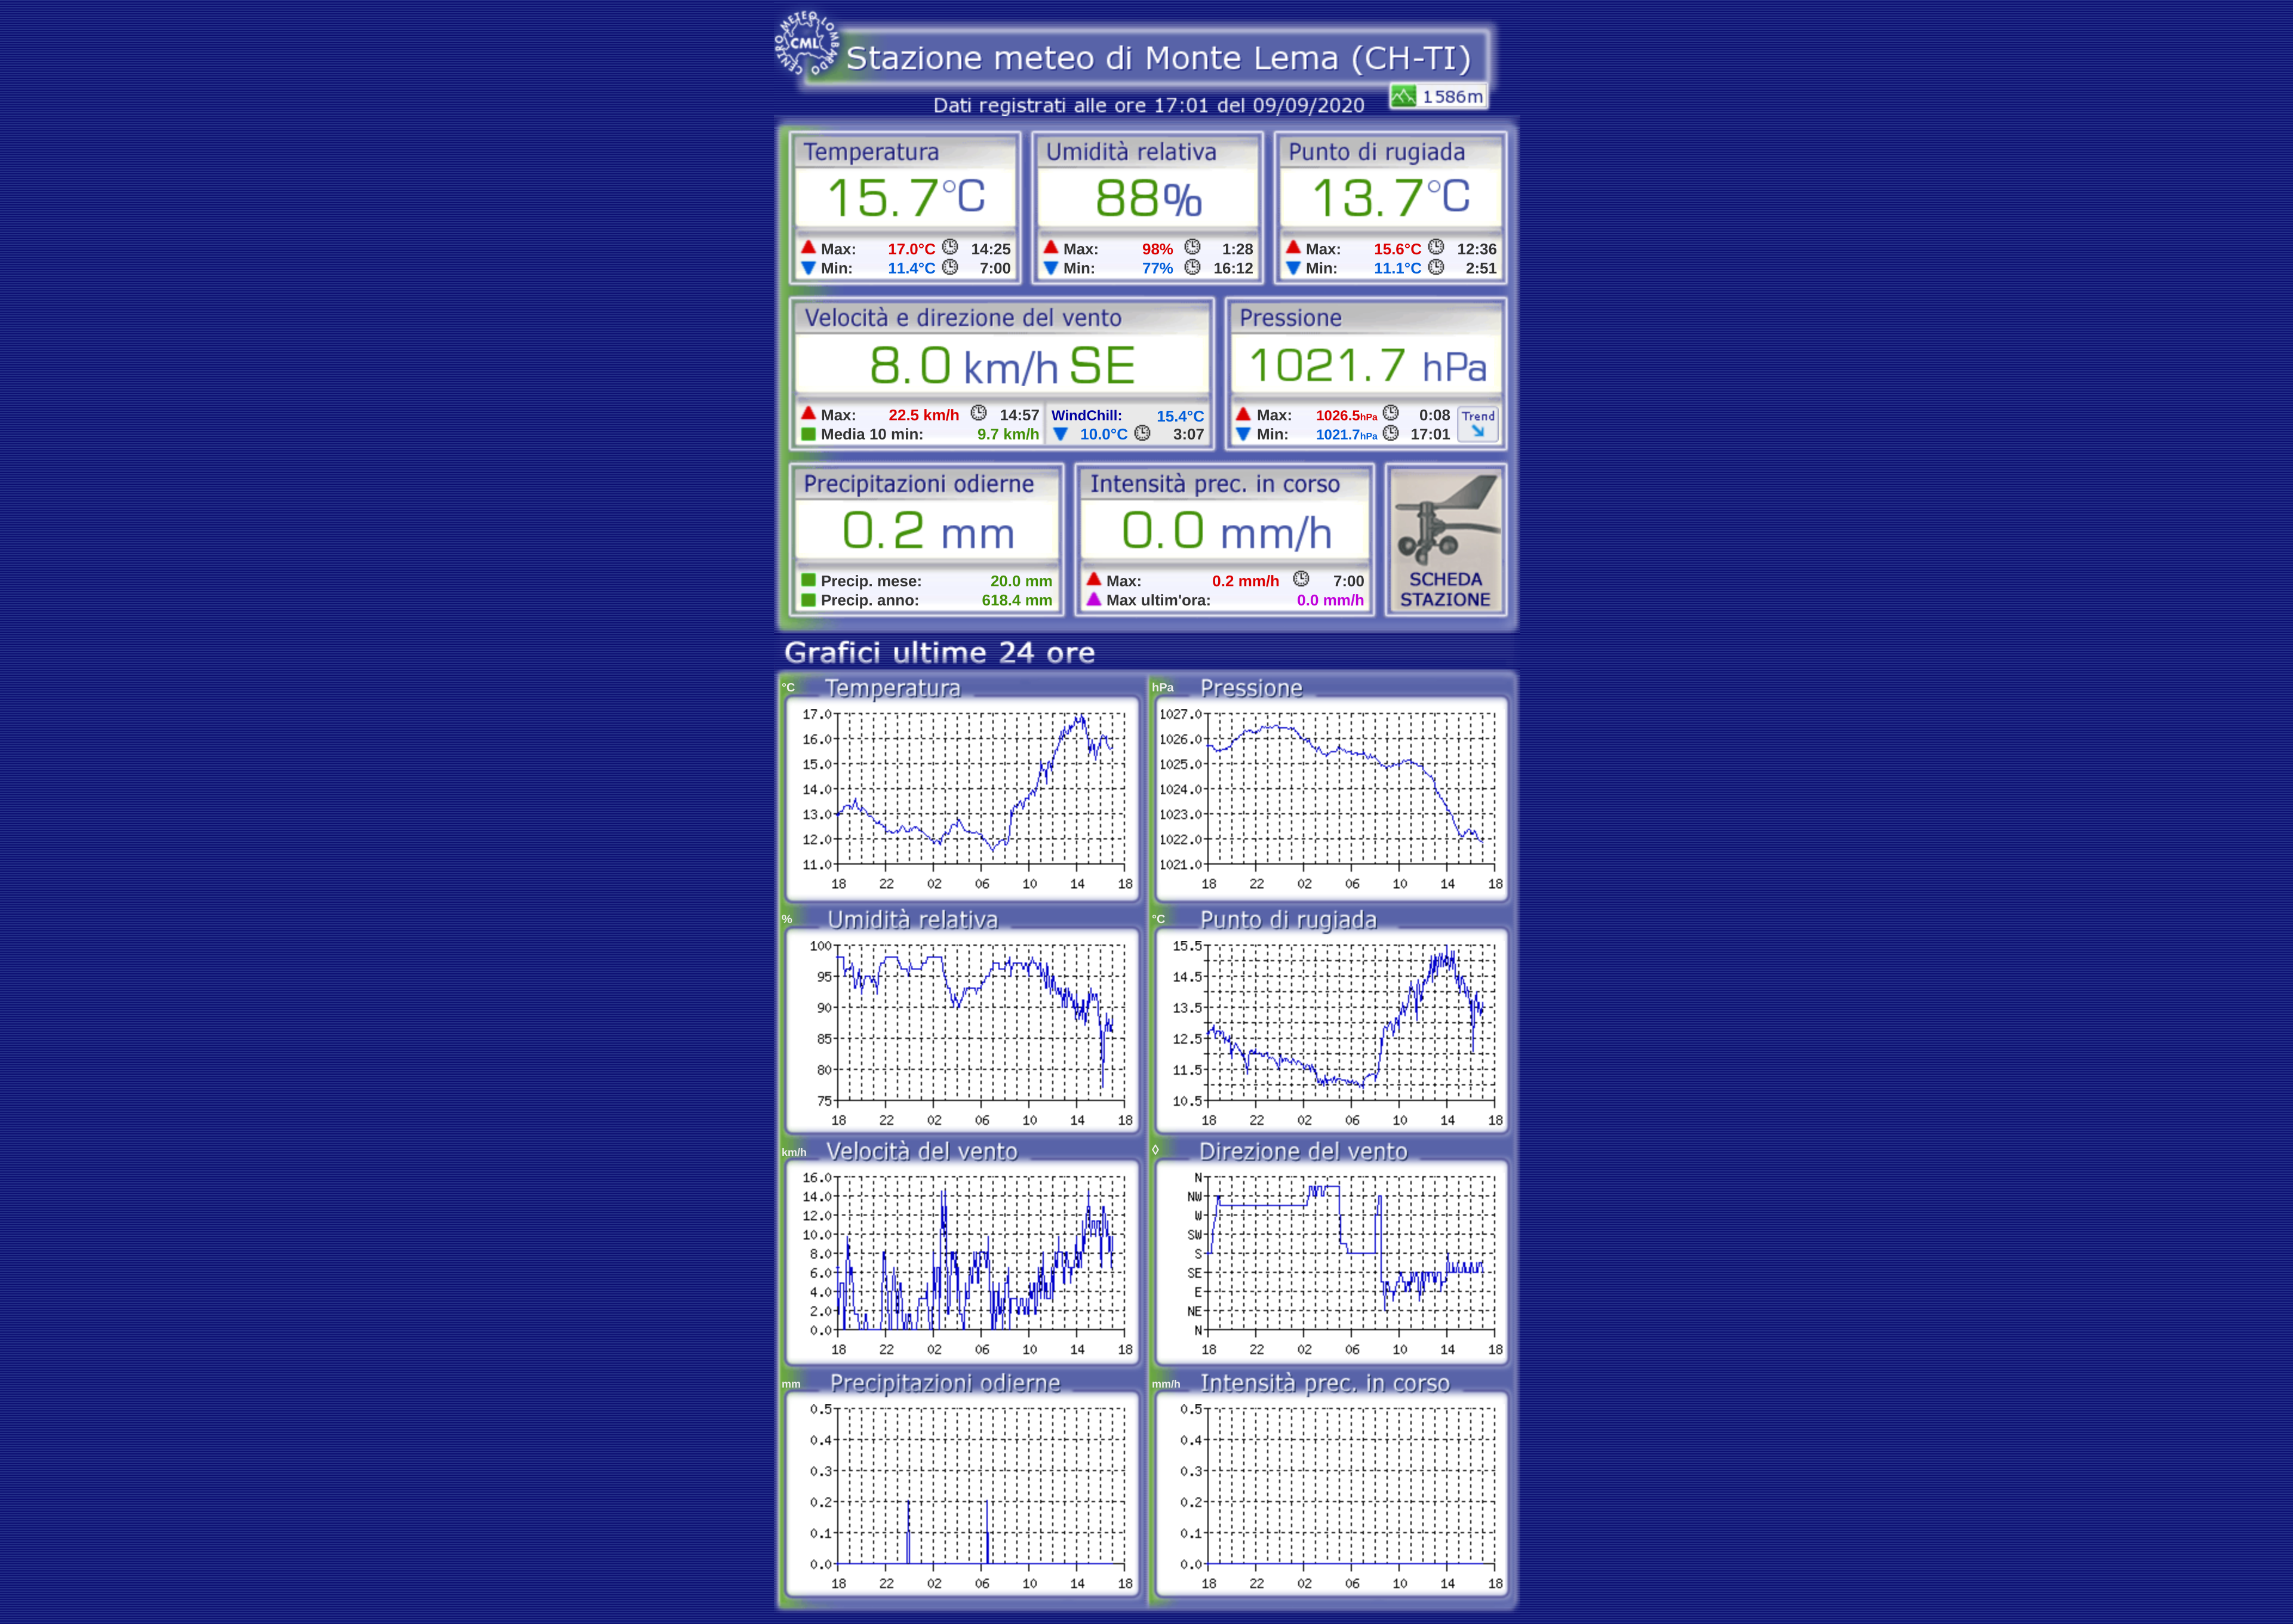 CENTRO METEO LOMBARDO
CML
Stazione meteo di Monte Lema (CH-TI)
1586m
Dati registrati alle ore 17:01 del 09/09/2020
Temperatura Umidità relativa Punto di rugiada
15.7°C 88% 13.7°C
Max: 17.0°C 14:25 Max: 98% 1:28 Max: 15.6°C 12:36
Min: 11.4°C 7:00 Min: 77% 16:12 Min: 11.1°C 2:51
Velocità e direzione del vento Pressione
8.0 km/h SE 1021.7 hPa
Max: 22.5 km/h 14:57 WindChill: 15.4°C Max: 1026.5hPa 0:08 Trend
Media 10 min: 9.7 km/h 10.0°C 3:07 Min: 1021.7hPa 17:01
Precipitazioni odierne Intensità prec. in corso
0.2 mm 0.0 mm/h
Precip. mese: 20.0 mm Max: 0.2 mm/h 7:00 SCHEDA
Precip. anno: 618.4 mm Max ultim'ora: 0.0 mm/h STAZIONE
Grafici ultime 24 ore
°C Temperatura
17.0
16.0
15.0
14.0
13.0
12.0
11.0
18 22 02 06 10 14 18
hPa Pressione
1027.0
1026.0
1025.0
1024.0
1023.0
1022.0
1021.0
18 22 02 06 10 14 18
% Umidità relativa
100
95
90
85
80
75
18 22 02 06 10 14 18
°C Punto di rugiada
15.5
14.5
13.5
12.5
11.5
10.5
18 22 02 06 10 14 18
km/h Velocità del vento
16.0
14.0
12.0
10.0
8.0
6.0
4.0
2.0
0.0
18 22 02 06 10 14 18
◊ Direzione del vento
N
NW
W
SW
S
SE
E
NE
N
18 22 02 06 10 14 18
mm Precipitazioni odierne
0.5
0.4
0.3
0.2
0.1
0.0
18 22 02 06 10 14 18
mm/h Intensità prec. in corso
0.5
0.4
0.3
0.2
0.1
0.0
18 22 02 06 10 14 18